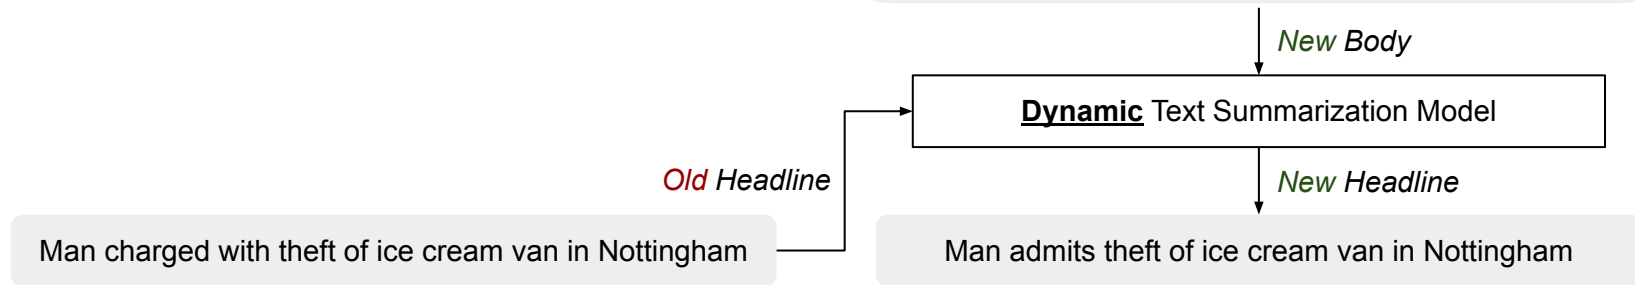 New Body
Dynamic Text Summarization Model
Old Headline
New Headline
Man charged with theft of ice cream van in Nottingham
Man admits theft of ice cream van in Nottingham